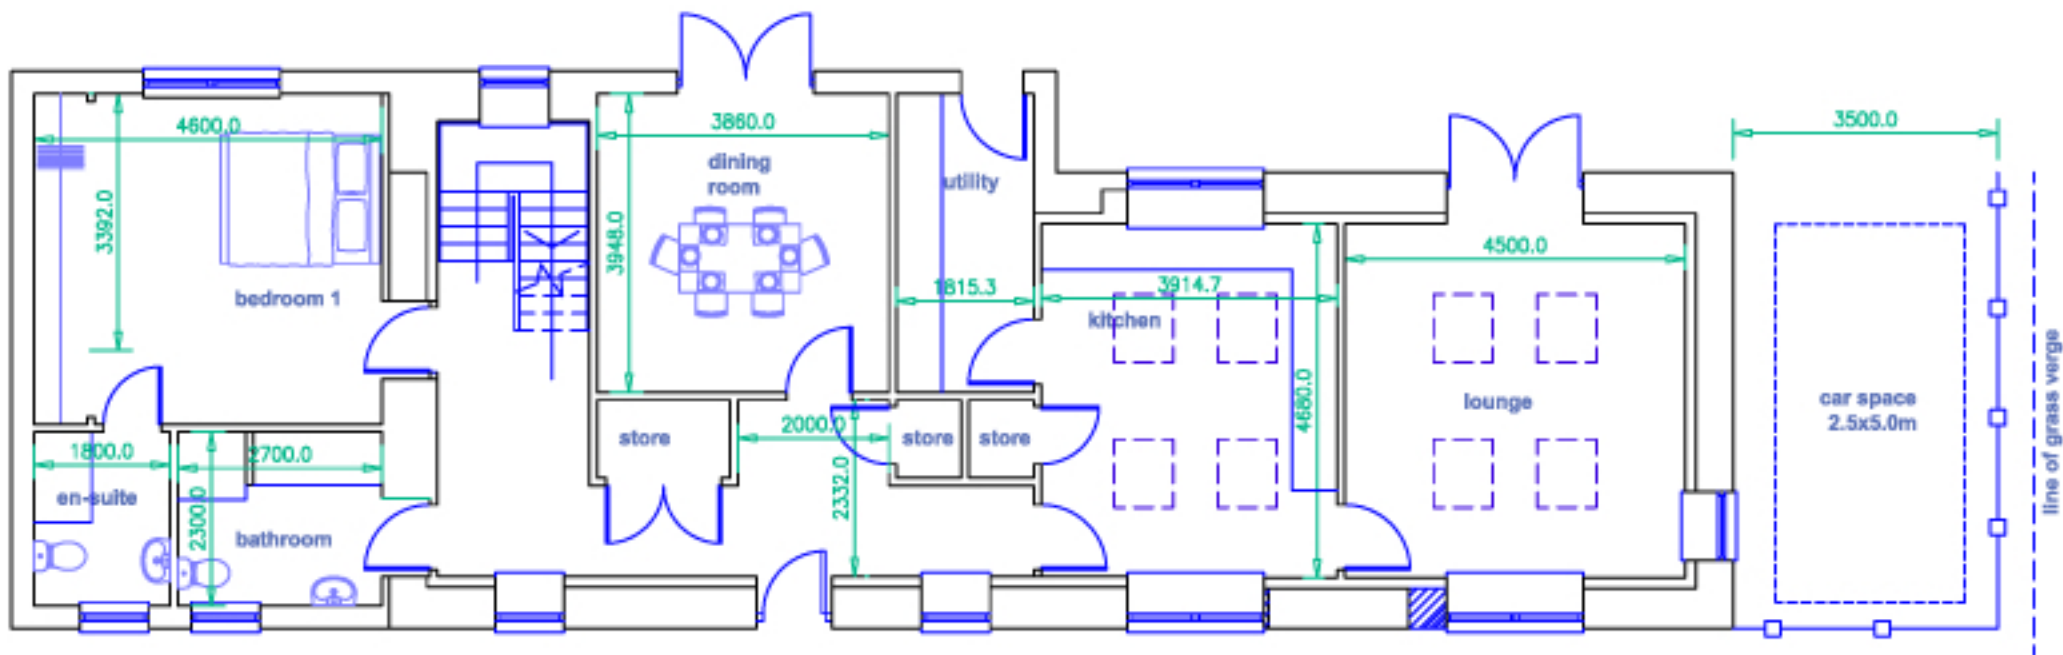 4600.0
3392.0
bedroom 1
3860.0
dining
room
3948.0
utility
1815.3
3914.7
kitchen
4680.0
4500.0
lounge
3500.0
car space
2.5x5.0m
line of grass verge
1800.0
en-suite
2700.0
2300.0
bathroom
store
2000.0
2332.0
store
store